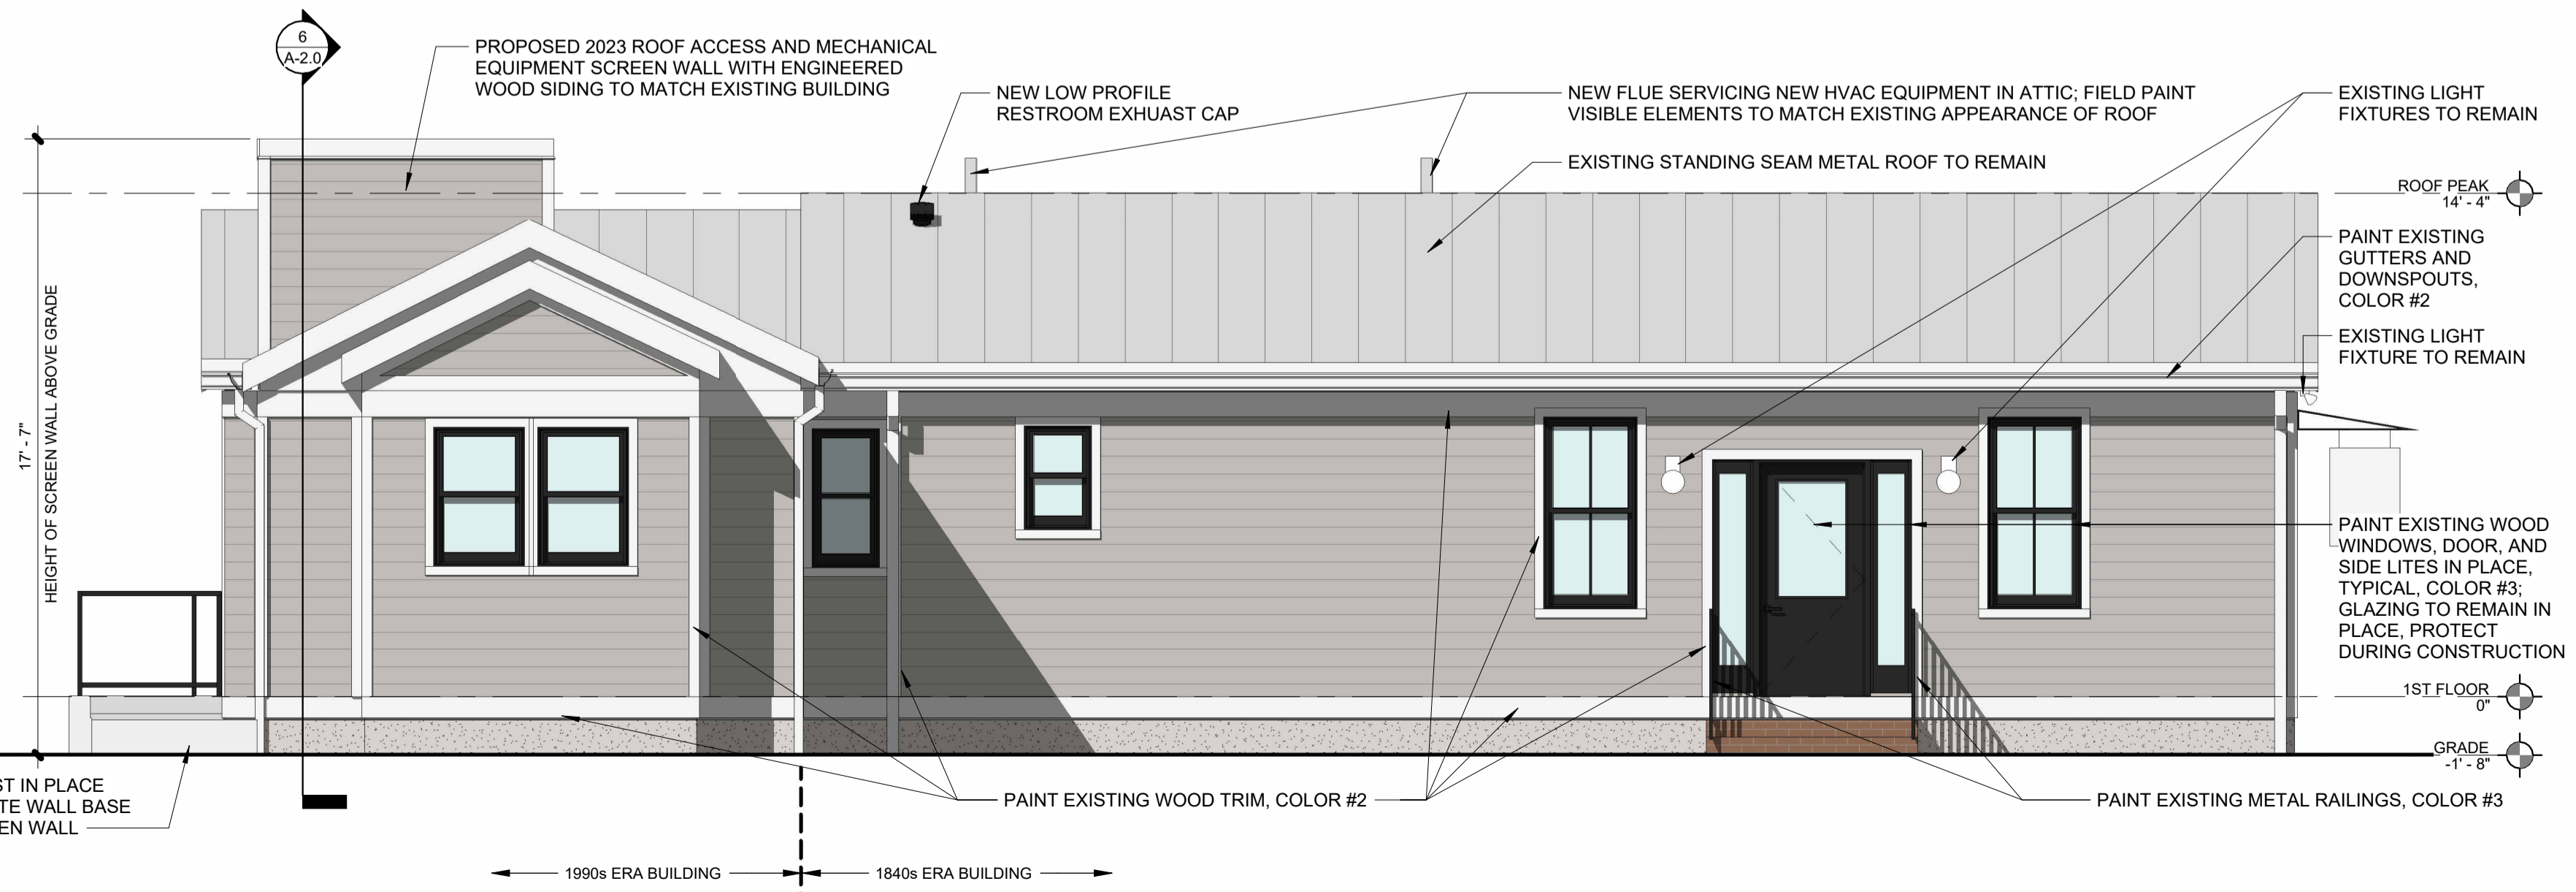 6
A-2.0
PROPOSED 2023 ROOF ACCESS AND MECHANICAL
EQUIPMENT SCREEN WALL WITH ENGINEERED
WOOD SIDING TO MATCH EXISTING BUILDING
NEW LOW PROFILE
RESTROOM EXHUAST CAP
NEW FLUE SERVICING NEW HVAC EQUIPMENT IN ATTIC; FIELD PAINT
VISIBLE ELEMENTS TO MATCH EXISTING APPEARANCE OF ROOF
EXISTING STANDING SEAM METAL ROOF TO REMAIN
EXISTING LIGHT
FIXTURES TO REMAIN
ROOF PEAK
14' - 4"
PAINT EXISTING
GUTTERS AND
DOWNSPOUTS,
COLOR #2
EXISTING LIGHT
FIXTURE TO REMAIN
17' - 7"
HEIGHT OF SCREEN WALL ABOVE GRADE
PAINT EXISTING WOOD
WINDOWS, DOOR, AND
SIDE LITES IN PLACE,
TYPICAL, COLOR #3;
GLAZING TO REMAIN IN
PLACE, PROTECT
DURING CONSTRUCTION
1ST FLOOR
0"
GRADE
-1' - 8"
ST IN PLACE
TE WALL BASE
EN WALL
PAINT EXISTING WOOD TRIM, COLOR #2
PAINT EXISTING METAL RAILINGS, COLOR #3
1990s ERA BUILDING
1840s ERA BUILDING